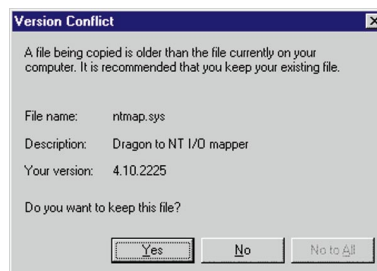 Version Conflict
A file being copied is older than the file currently on your
computer. It is recommended that you keep your existing file.
File name: ntmap.sys
Description: Dragon to NT I/O mapper
Your version: 4.10.2225
Do you want to keep this file?
Yes No No to All